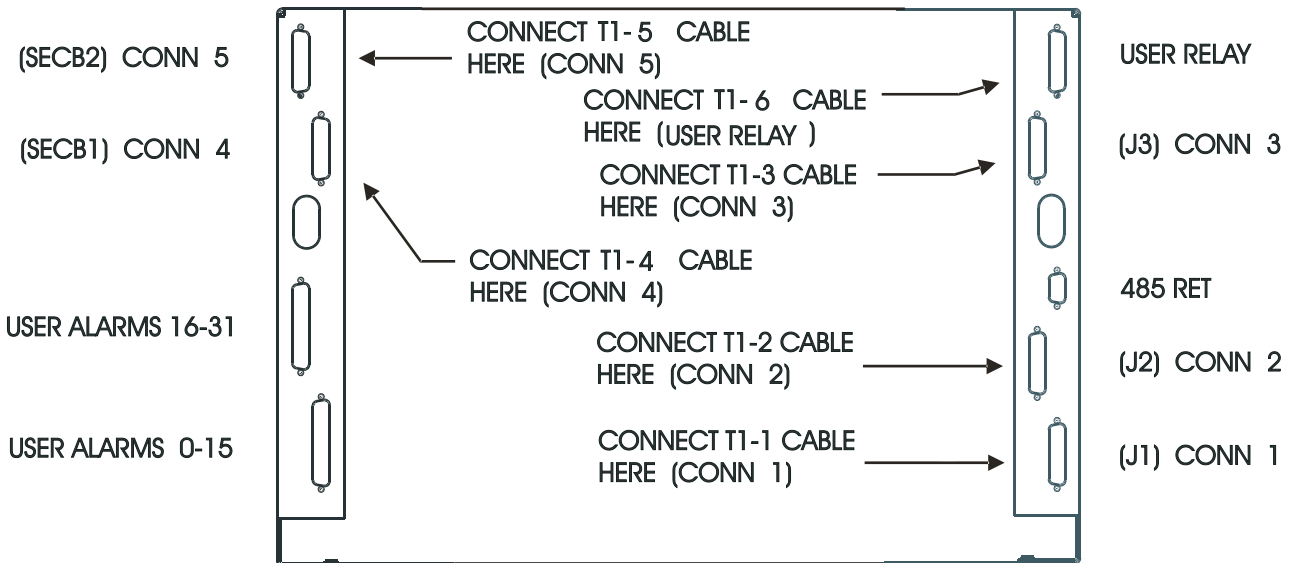 (SECB2) CONN 5
(SECB1) CONN 4
USER ALARMS 16-31
USER ALARMS 0-15
CONNECT T1-5 CABLE
HERE (CONN 5)
CONNECT T1-6 CABLE
HERE (USER RELAY )
CONNECT T1-3 CABLE
HERE (CONN 3)
CONNECT T1-4 CABLE
HERE (CONN 4)
CONNECT T1-2 CABLE
HERE (CONN 2)
CONNECT T1-1 CABLE
HERE (CONN 1)
USER RELAY
(J3) CONN 3
485 RET
(J2) CONN 2
(J1) CONN 1